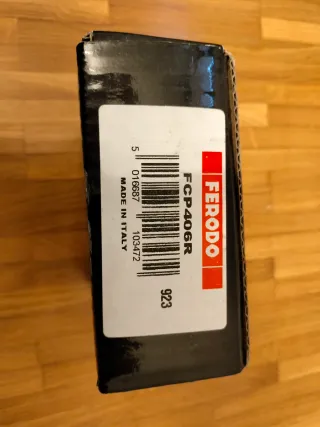 FERODO
FCP406R
5 016687 103472
MADE IN ITALY
923